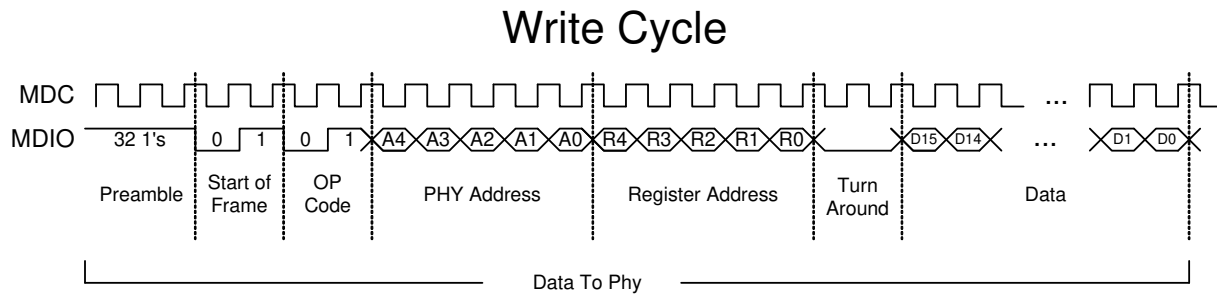 Write Cycle
MDC ...
MDIO 32 1's 0 1 0 1 A4 A3 A2 A1 A0 R4 R3 R2 R1 R0 D15 D14 ... D1 D0
Preamble Start of Frame OP Code PHY Address Register Address Turn Around Data
Data To Phy